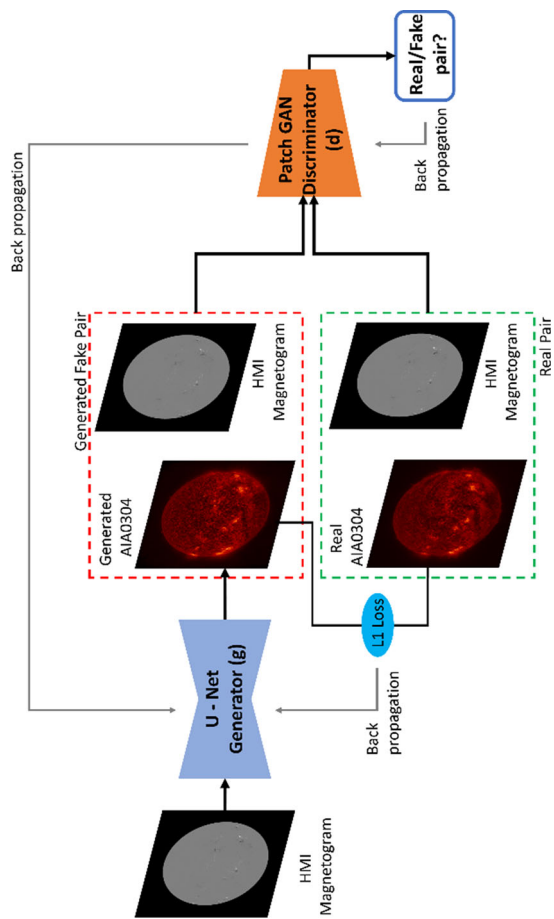 HMI
Magnetogram
U - Net
Generator (g)
Back propagation
Generated Fake Pair
Generated
AIA0304
HMI
Magnetogram
L1 Loss
Back
propagation
Real
AIA0304
HMI
Magnetogram
Real Pair
Patch GAN
Discriminator
(d)
Back
propagation
Real/Fake
pair?